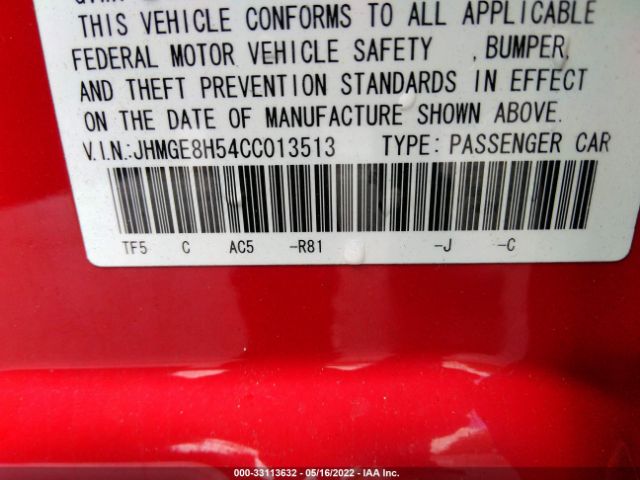 THIS VEHICLE CONFORMS TO ALL APPLICABLE
FEDERAL MOTOR VEHICLE SAFETY , BUMPER,
AND THEFT PREVENTION STANDARDS IN EFFECT
ON THE DATE OF MANUFACTURE SHOWN ABOVE.
V.I.N.:JHMGE8H54CC013513 TYPE: PASSENGER CAR
TF5 C AC5 -R81 -J -C
000-33113632 - 05/16/2022 - IAA Inc.